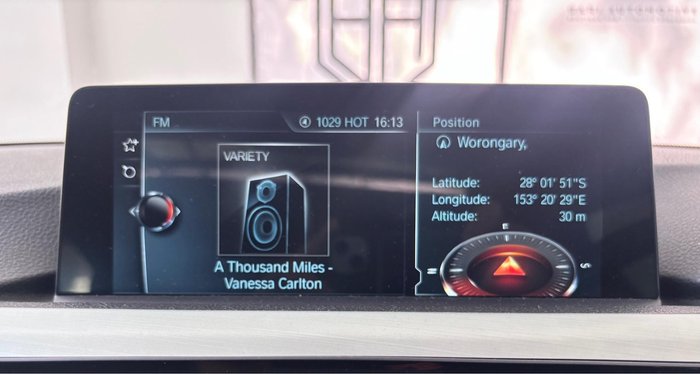 FM
1029 HOT 16:13
VARIETY
A Thousand Miles -
Vanessa Carlton
Position
Worongary,
Latitude: 28° 01' 51"S
Longitude: 153° 20' 29"E
Altitude: 30 m
E
S